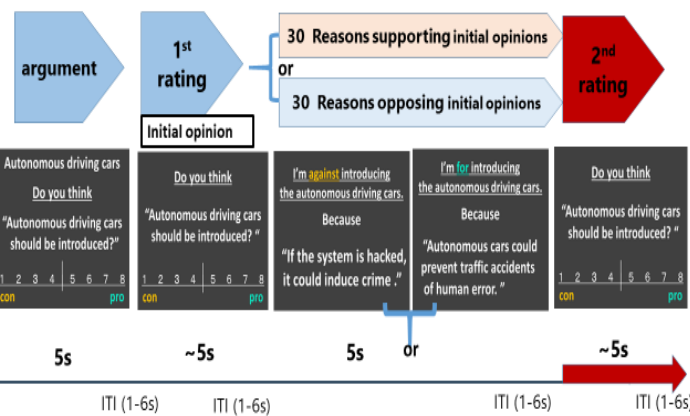 argument
1st
rating
Initial opinion
30 Reasons supporting initial opinions
or
30 Reasons opposing initial opinions
2nd
rating
Autonomous driving cars
Do you think
“Autonomous driving cars
should be introduced?”
1 2 3 4 5 6 7 8
con pro
Do you think
“Autonomous driving cars
should be introduced? “
1 2 3 4 5 6 7 8
con pro
I'm against introducing
the autonomous driving cars.
Because
“If the system is hacked,
it could induce crime .”
I'm for introducing
the autonomous driving cars.
Because
“Autonomous cars could
prevent traffic accidents
of human error. ”
Do you think
“Autonomous driving cars
should be introduced? “
1 2 3 4 5 6 7 8
con pro
5s
~5s
5s
or
~5s
ITI (1-6s)
ITI (1-6s)
ITI (1-6s)
ITI (1-6s)